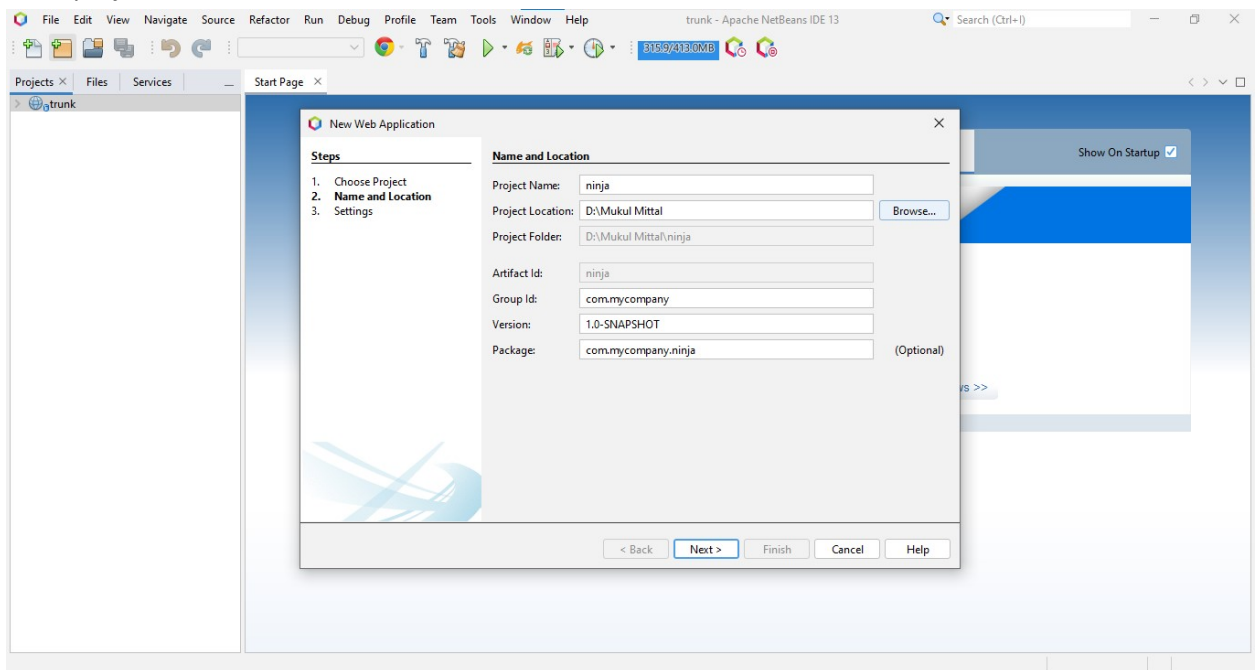 File Edit View Navigate Source Refactor Run Debug Profile Team Tools Window Help trunk - Apache NetBeans IDE 13 Search (Ctrl+I)
315.9/413.0MB
Projects Files Services Start Page
trunk
New Web Application
Show On Startup
Steps
1. Choose Project
2. Name and Location
3. Settings
Name and Location
Project Name: ninja
Project Location: D:\Mukul Mittal Browse...
Project Folder: D:\Mukul Mittal\ninja
Artifact Id: ninja
Group Id: com.mycompany
Version: 1.0-SNAPSHOT
Package: com.mycompany.ninja (Optional)
>>
< Back Next > Finish Cancel Help